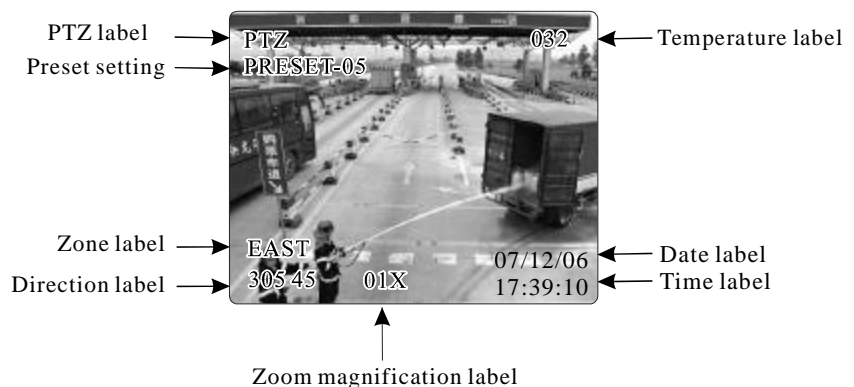 PTZ label
PTZ
032
Temperature label
Preset setting
PRESET-05
Zone label
EAST
07/12/06
Date label
Direction label
305 45
01X
17:39:10
Time label
Zoom magnification label